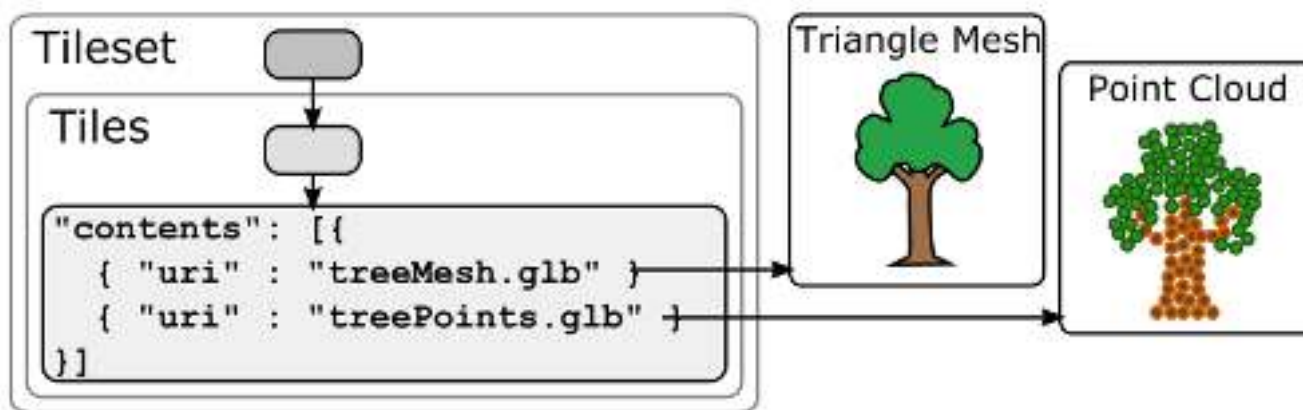 Tileset
Tiles
"contents": [{
{ "uri" : "treeMesh.glb" }
{ "uri" : "treePoints.glb" }
}]
Triangle Mesh
Point Cloud